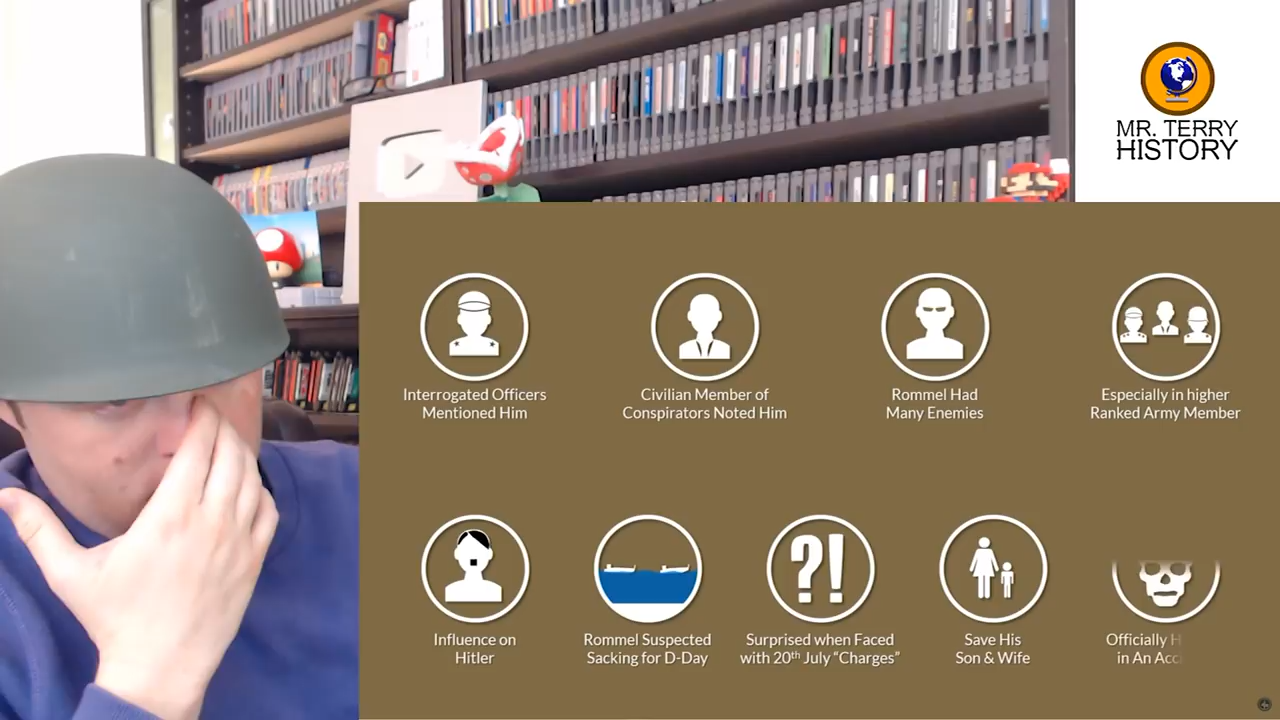 MR. TERRY
HISTORY
Interrogated Officers
Mentioned Him
Civilian Member of
Conspirators Noted Him
Rommel Had
Many Enemies
Especially in higher
Ranked Army Member
?!
Influence on
Hitler
Rommel Suspected
Sacking for D-Day
Surprised when Faced
with 20th July “Charges”
Save His
Son & Wife
Officially
in An